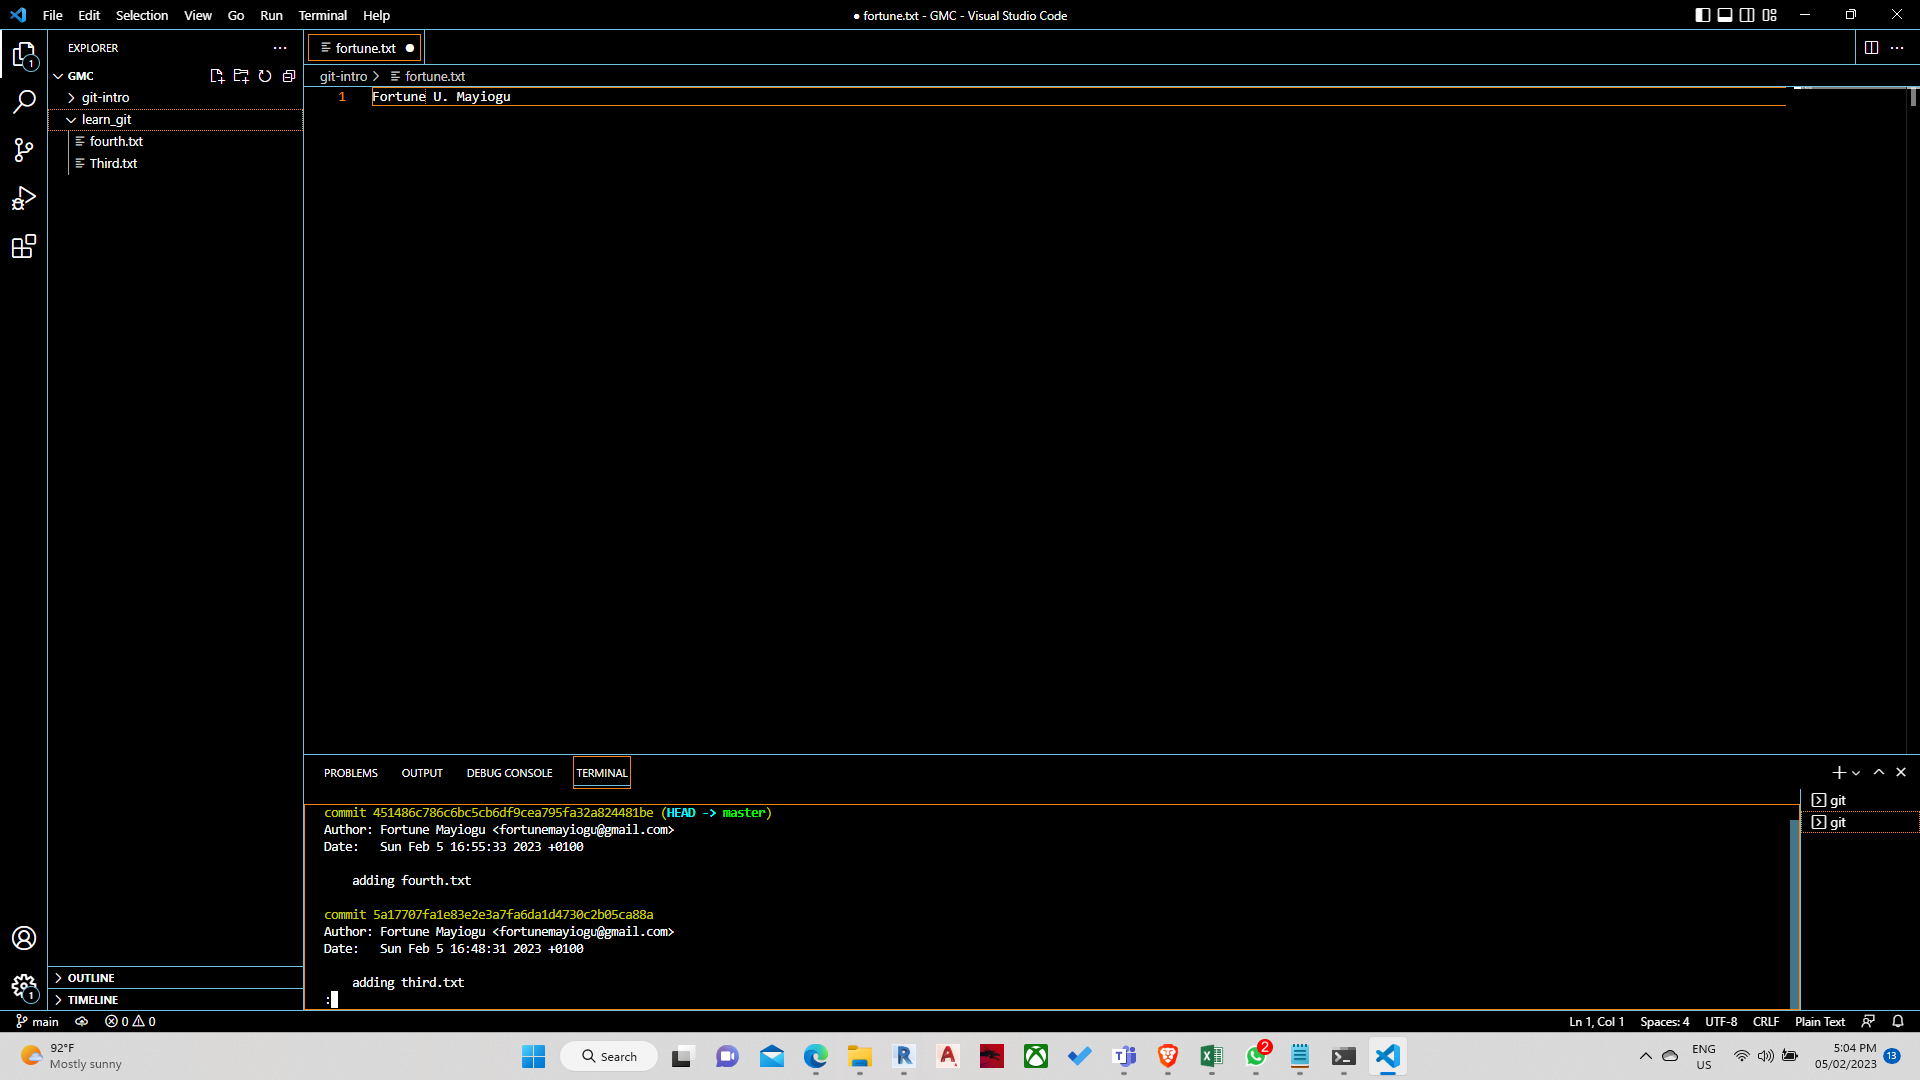 File Edit Selection View Go Run Terminal Help
● fortune.txt - GMC - Visual Studio Code
EXPLORER
GMC
git-intro
learn_git
fourth.txt
Third.txt
OUTLINE
TIMELINE
fortune.txt
git-intro > fortune.txt
1 Fortune U. Mayiogu
PROBLEMS OUTPUT DEBUG CONSOLE TERMINAL
commit 451486c786c6bc5cb6df9cea795fa32a824481be (HEAD -> master)
Author: Fortune Mayiogu <fortunemayiogu@gmail.com>
Date: Sun Feb 5 16:55:33 2023 +0100
adding fourth.txt
commit 5a17707fa1e83e2e3a7fa6da1d4730c2b05ca88a
Author: Fortune Mayiogu <fortunemayiogu@gmail.com>
Date: Sun Feb 5 16:48:31 2023 +0100
adding third.txt
:
git
git
1
1
main 0 0
Ln 1, Col 1 Spaces: 4 UTF-8 CRLF Plain Text
92°F
Mostly sunny
Search
2
ENG
US
5:04 PM
05/02/2023
13